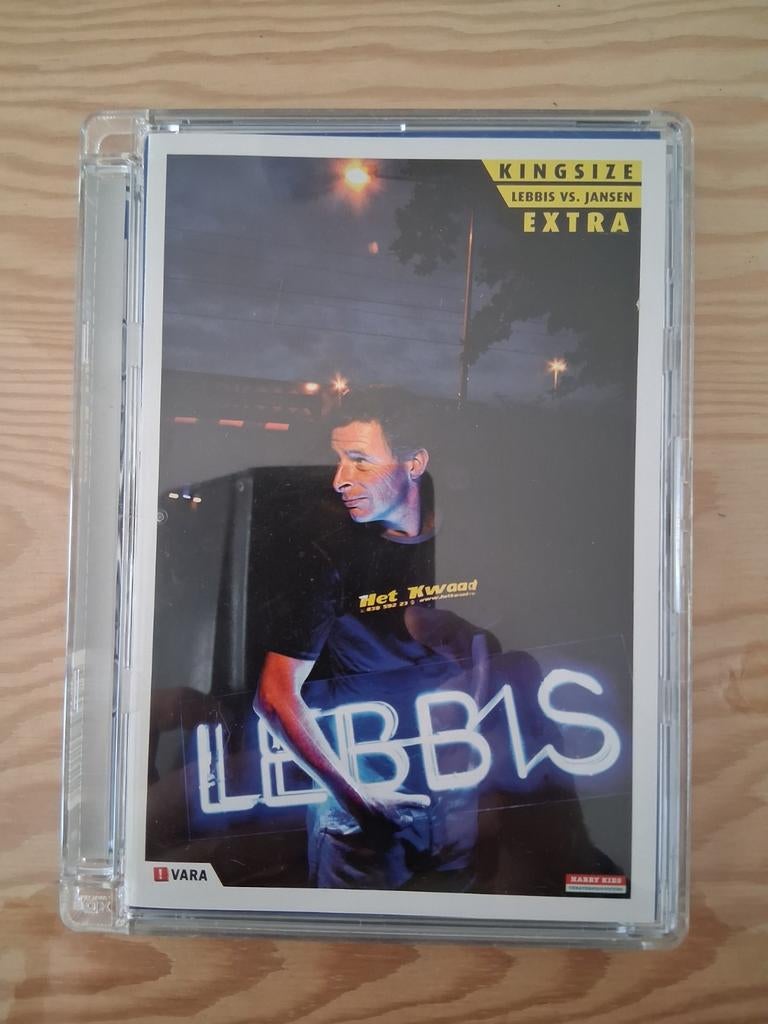 KINGSIZE
LEBBIS VS. JANSEN
EXTRA
Het Kwaad
LEBBIS
! VARA
HARRY KIES